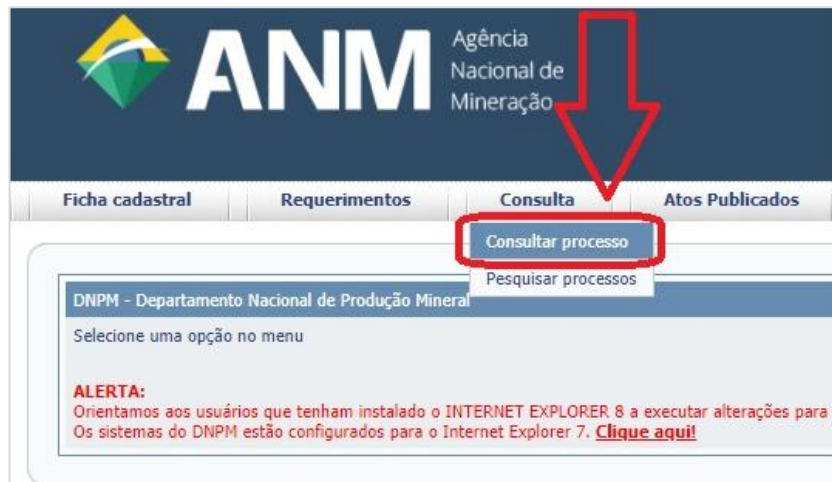 ANM
Agência
Nacional de
Mineração
Ficha cadastral Requerimentos Consulta Atos Publicados
Consultar processo
Pesquisar processos
DNPM - Departamento Nacional de Produção Mineral
Selecione uma opção no menu
ALERTA:
Orientamos aos usuários que tenham instalado o INTERNET EXPLORER 8 a executar alterações para
Os sistemas do DNPM estão configurados para o Internet Explorer 7. Clique aqui!